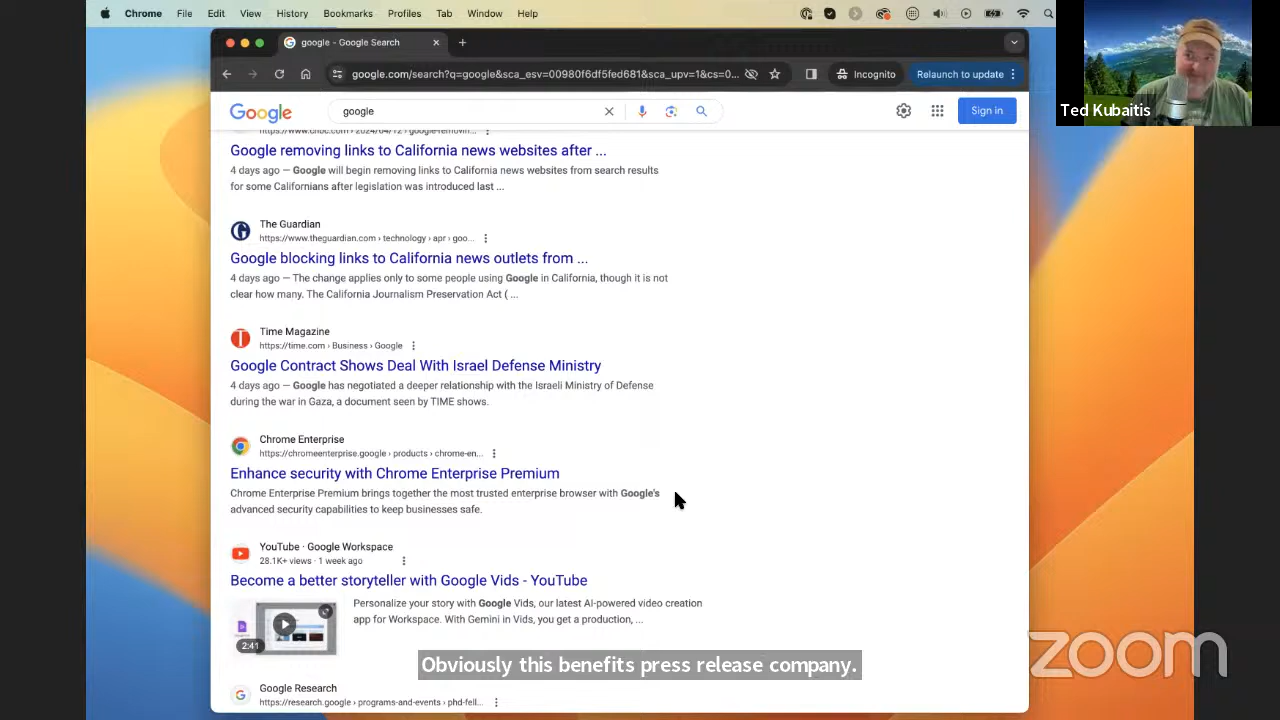 Chrome File Edit View History Bookmarks Profiles Tab Window Help
google - Google Search
google.com/search?q=google&sca_esv=00980f6df5fed681&sca_upv=1&cs=0...
Incognito
Relaunch to update
Ted Kubaitis
Google
google
Sign in
https://www.cnbc.com › 2024/04/12 › google-removin...
Google removing links to California news websites after ...
4 days ago — Google will begin removing links to California news websites from search results
for some Californians after legislation was introduced last ...
The Guardian
https://www.theguardian.com › technology › apr › goo...
Google blocking links to California news outlets from ...
4 days ago — The change applies only to some people using Google in California, though it is not
clear how many. The California Journalism Preservation Act ( ...
Time Magazine
https://time.com › Business › Google
Google Contract Shows Deal With Israel Defense Ministry
4 days ago — Google has negotiated a deeper relationship with the Israeli Ministry of Defense
during the war in Gaza, a document seen by TIME shows.
Chrome Enterprise
https://chromeenterprise.google › products › chrome-en...
Enhance security with Chrome Enterprise Premium
Chrome Enterprise Premium brings together the most trusted enterprise browser with Google's
advanced security capabilities to keep businesses safe.
YouTube · Google Workspace
28.1K+ views · 1 week ago
Become a better storyteller with Google Vids - YouTube
Personalize your story with Google Vids, our latest AI-powered video creation
app for Workspace. With Gemini in Vids, you get a production, ...
2:41
Obviously this benefits press release company.
zoom
Google Research
https://research.google › programs-and-events › phd-fell...